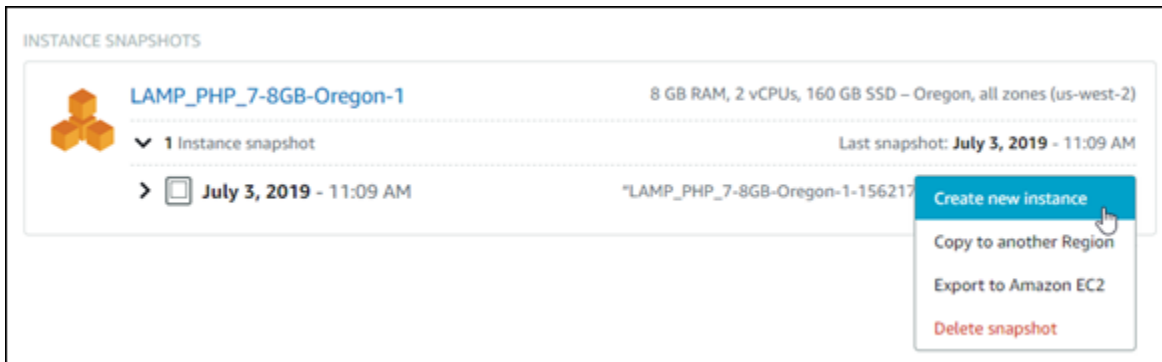 INSTANCE SNAPSHOTS
LAMP_PHP_7-8GB-Oregon-1
8 GB RAM, 2 vCPUs, 160 GB SSD – Oregon, all zones (us-west-2)
1 Instance snapshot
Last snapshot: July 3, 2019 - 11:09 AM
July 3, 2019 - 11:09 AM
"LAMP_PHP_7-8GB-Oregon-1-156217
Create new instance
Copy to another Region
Export to Amazon EC2
Delete snapshot